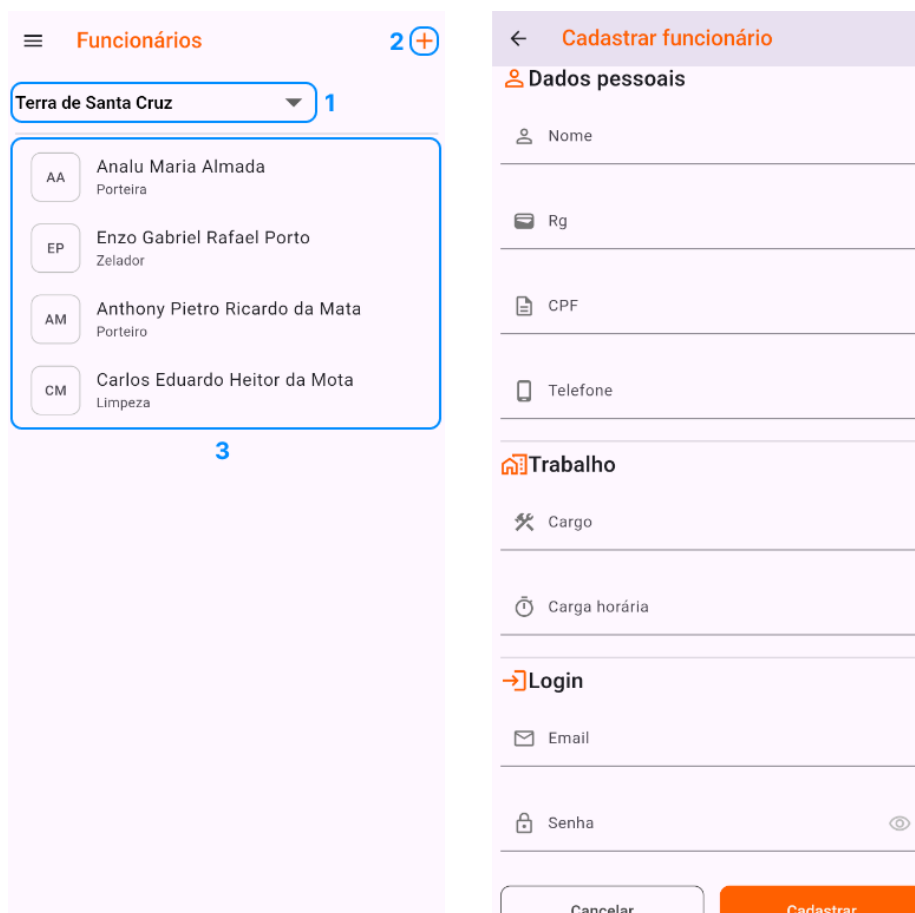 Funcionários
2
Terra de Santa Cruz
1
AA
Analu Maria Almada
Porteira
EP
Enzo Gabriel Rafael Porto
Zelador
AM
Anthony Pietro Ricardo da Mata
Porteiro
CM
Carlos Eduardo Heitor da Mota
Limpeza
3
Cadastrar funcionário
Dados pessoais
Nome
Rg
CPF
Telefone
Trabalho
Cargo
Carga horária
Login
Email
Senha
Cancelar
Cadastrar